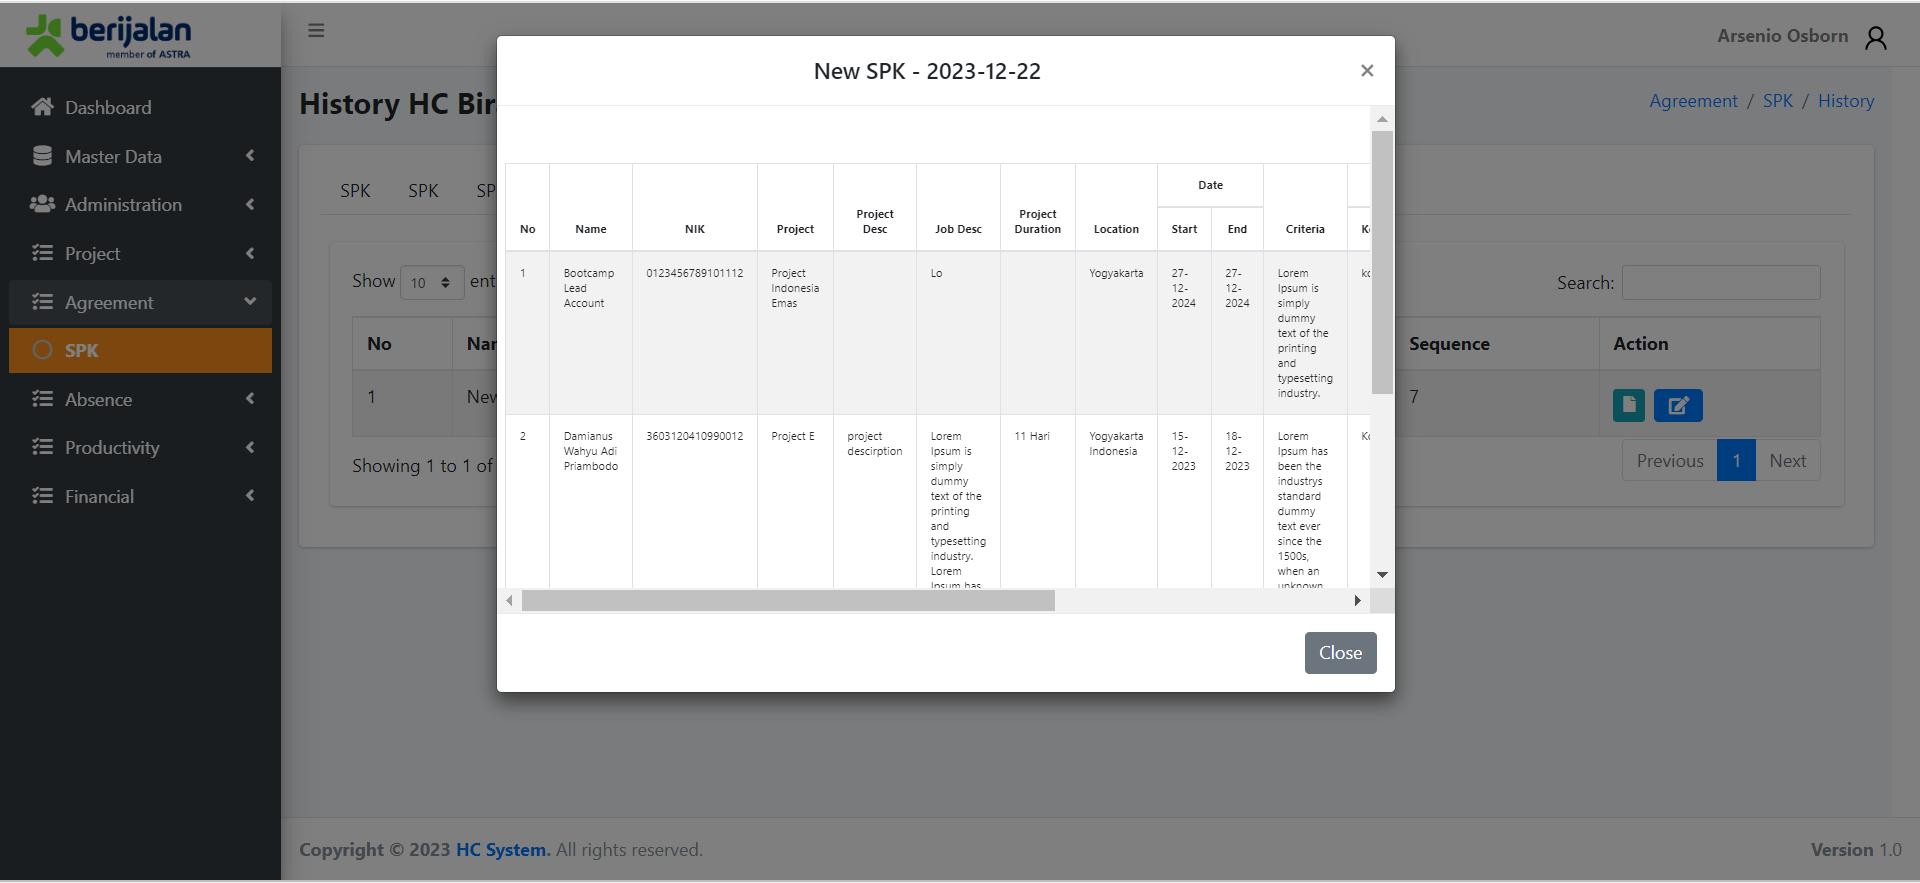 berijalan
member of ASTRA
Arsenio Osborn
Dashboard
Master Data
Administration
Project
Agreement
SPK
Absence
Productivity
Financial
History HC Bir
Agreement / SPK / History
SPK SPK SP
Show 10 ent
Search:
No
Sequence
Action
1
New
7
Showing 1 to 1 of
Previous 1 Next
New SPK - 2023-12-22
×
Date
No Name NIK Project Project Desc Job Desc Project Duration Location Start End Criteria
1
Bootcamp
Lead
Account
0123456789101112
Project
Indonesia
Emas
Lo
Yogyakarta
27-
12-
2024
27-
12-
2024
Lorem
Ipsum is
simply
dummy
text of the
printing
and
typesetting
industry.
2
Damianus
Wahyu Adi
Priambodo
3603120410990012
Project E
project
descirption
Lorem
Ipsum is
simply
dummy
text of the
printing
and
typesetting
industry.
Lorem
Ipsum has
11 Hari
Yogyakarta
Indonesia
15-
12-
2023
18-
12-
2023
Lorem
Ipsum has
been the
industrys
standard
dummy
text ever
since the
1500s,
when an
unknown
Close
Copyright © 2023 HC System. All rights reserved.
Version 1.0